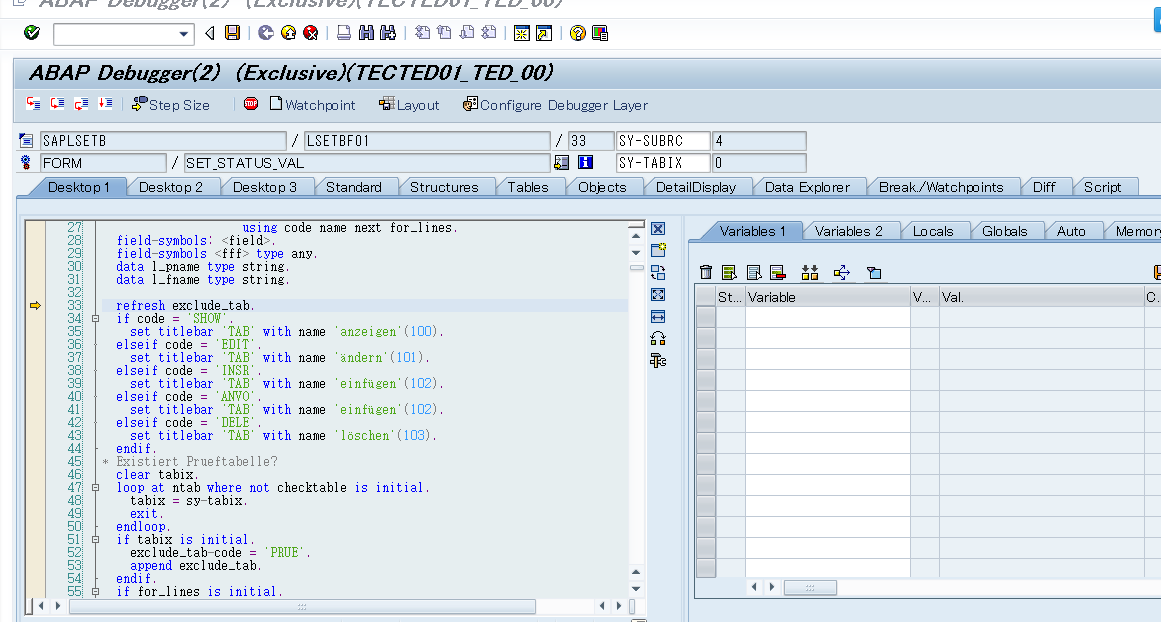 ABAP Debugger(2) (Exclusive)(TECTED01_TED_00)
ABAP Debugger(2) (Exclusive)(TECTED01_TED_00)
Step Size STOP Watchpoint Layout Configure Debugger Layer
SAPLSETB / LSETBF01 / 33 SY-SUBRC 4
FORM / SET_STATUS_VAL SY-TABIX 0
Desktop 1 Desktop 2 Desktop 3 Standard Structures Tables Objects DetailDisplay Data Explorer Break./Watchpoints Diff Script
Variables 1 Variables 2 Locals Globals Auto Memory
St... Variable V... Val. C.
27 using code name next for_lines.
28 field-symbols: <field>.
29 field-symbols <fff> type any.
30 data l_pname type string.
31 data l_fname type string.
32
33 refresh exclude_tab.
34 if code = 'SHOW'.
35 set titlebar 'TAB' with name 'anzeigen'(100).
36 elseif code = 'EDIT'.
37 set titlebar 'TAB' with name 'ändern'(101).
38 elseif code = 'INSR'.
39 set titlebar 'TAB' with name 'einfügen'(102).
40 elseif code = 'ANVO'.
41 set titlebar 'TAB' with name 'einfügen'(102).
42 elseif code = 'DELE'.
43 set titlebar 'TAB' with name 'löschen'(103).
44 endif.
45 * Existiert Prueftabelle?
46 clear tabix.
47 loop at ntab where not checktable is initial.
48 tabix = sy-tabix.
49 exit.
50 endloop.
51 if tabix is initial.
52 exclude_tab-code = 'PRUE'.
53 append exclude_tab.
54 endif.
55 if for_lines is initial.